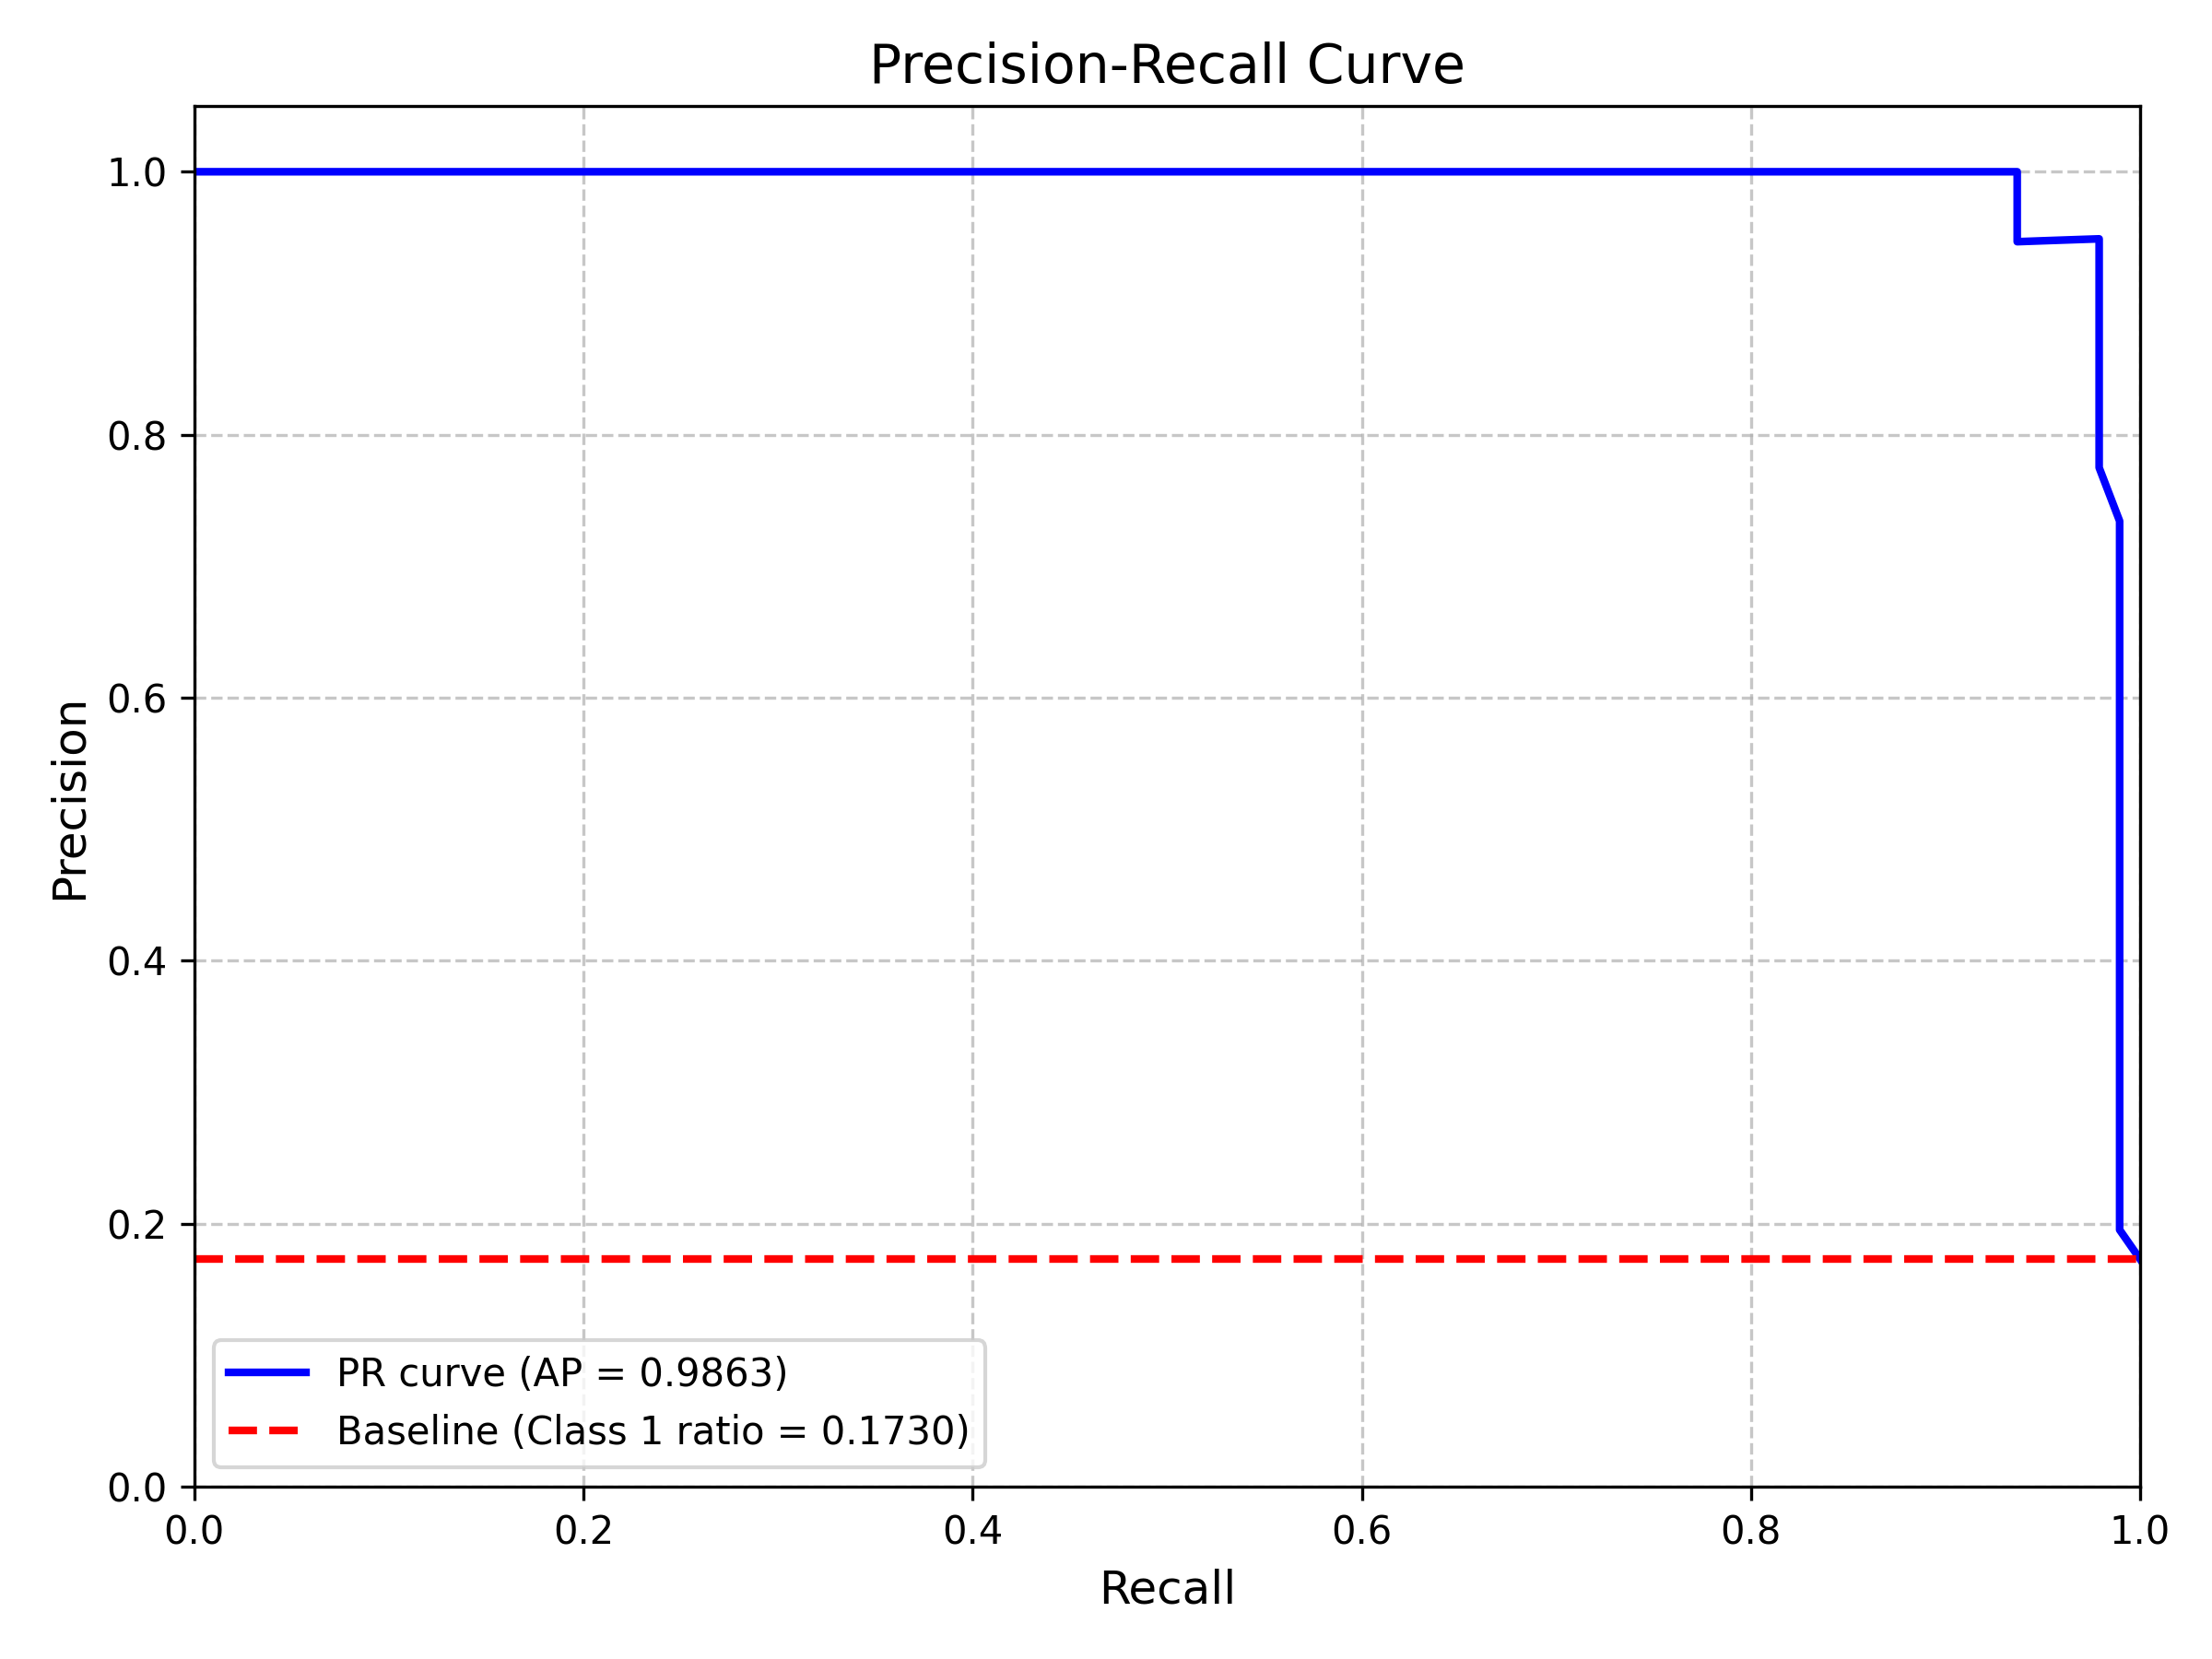 Precision-Recall Curve
Precision
1.0
0.8
0.6
0.4
0.2
0.0
PR curve (AP = 0.9863)
Baseline (Class 1 ratio = 0.1730)
0.0 0.2 0.4 0.6 0.8 1.0
Recall